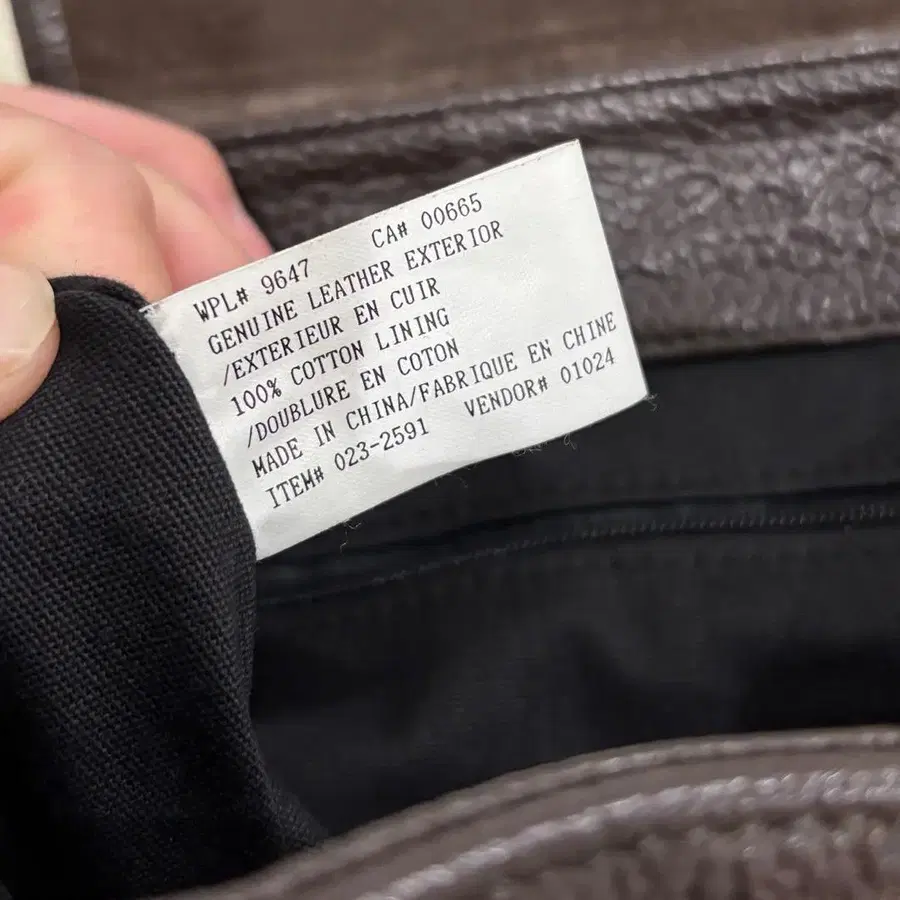 WPL# 9647 CA# 00665
GENUINE LEATHER EXTERIOR
/EXTERIEUR EN CUIR
100% COTTON LINING
/DOUBLURE EN COTON
MADE IN CHINA/FABRIQUE EN CHINE
ITEM# 023-2591 VENDOR# 01024